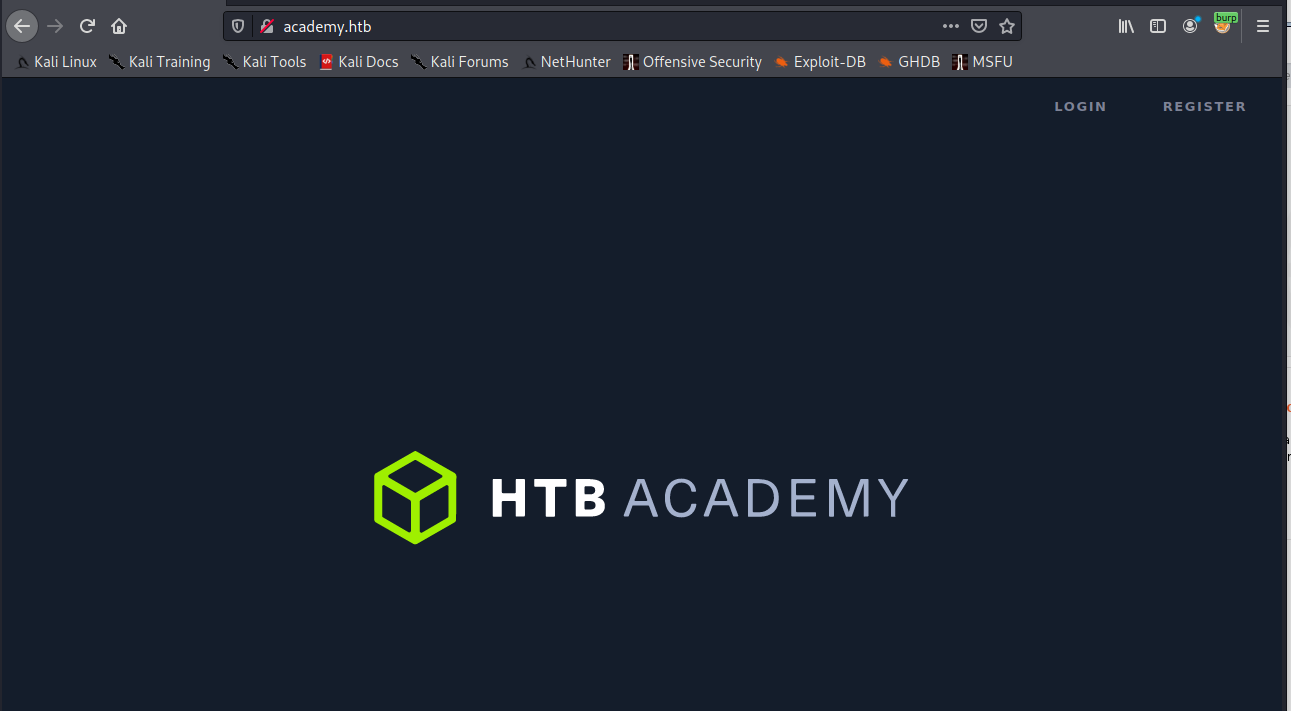 academy.htb
burp
Kali Linux Kali Training Kali Tools Kali Docs Kali Forums NetHunter Offensive Security Exploit-DB GHDB MSFU
LOGIN REGISTER
HTB ACADEMY